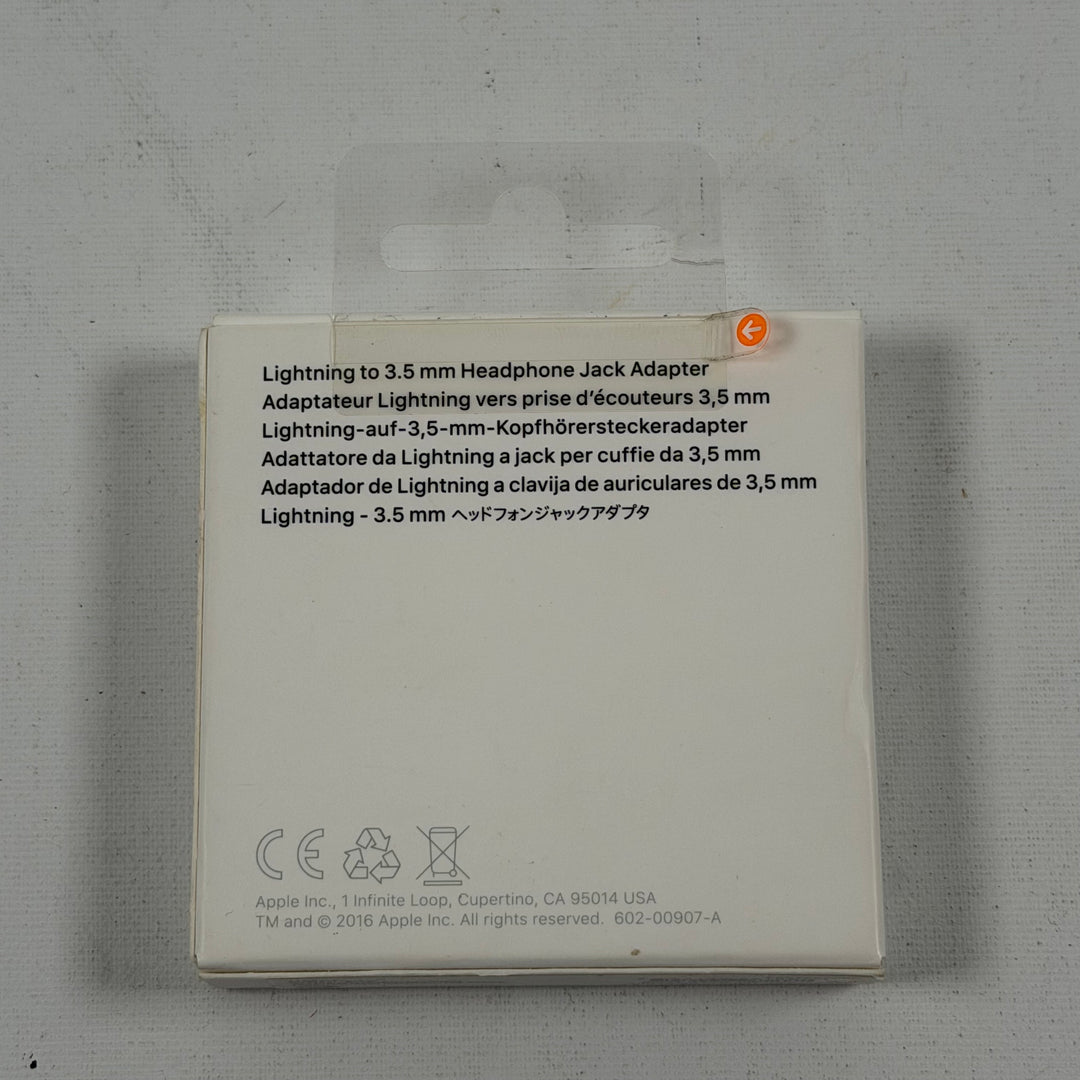 Lightning to 3.5 mm Headphone Jack Adapter
Adaptateur Lightning vers prise d’écouteurs 3,5 mm
Lightning-auf-3,5-mm-Kopfhörersteckeradapter
Adattatore da Lightning a jack per cuffie da 3,5 mm
Adaptador de Lightning a clavija de auriculares de 3,5 mm
Lightning - 3.5 mm ヘッドフォンジャックアダプタ
CE
Apple Inc., 1 Infinite Loop, Cupertino, CA 95014 USA
TM and © 2016 Apple Inc. All rights reserved. 602-00907-A